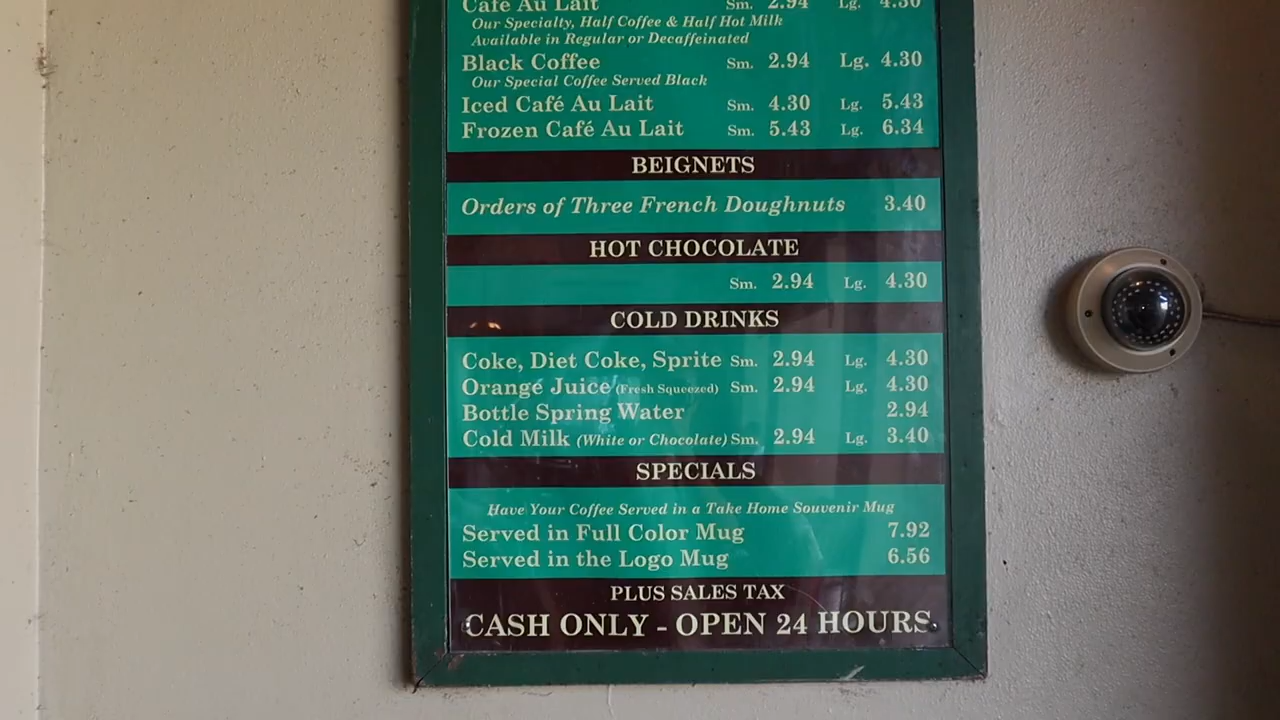 Café Au Lait Sm. 2.94 Lg. 4.30
Our Specialty, Half Coffee & Half Hot Milk
Available in Regular or Decaffeinated
Black Coffee Sm. 2.94 Lg. 4.30
Our Special Coffee Served Black
Iced Café Au Lait Sm. 4.30 Lg. 5.43
Frozen Café Au Lait Sm. 5.43 Lg. 6.34
BEIGNETS
Orders of Three French Doughnuts 3.40
HOT CHOCOLATE
Sm. 2.94 Lg. 4.30
COLD DRINKS
Coke, Diet Coke, Sprite Sm. 2.94 Lg. 4.30
Orange Juice (Fresh Squeezed) Sm. 2.94 Lg. 4.30
Bottle Spring Water 2.94
Cold Milk (White or Chocolate) Sm. 2.94 Lg. 3.40
SPECIALS
Have Your Coffee Served in a Take Home Souvenir Mug
Served in Full Color Mug 7.92
Served in the Logo Mug 6.56
PLUS SALES TAX
CASH ONLY - OPEN 24 HOURS